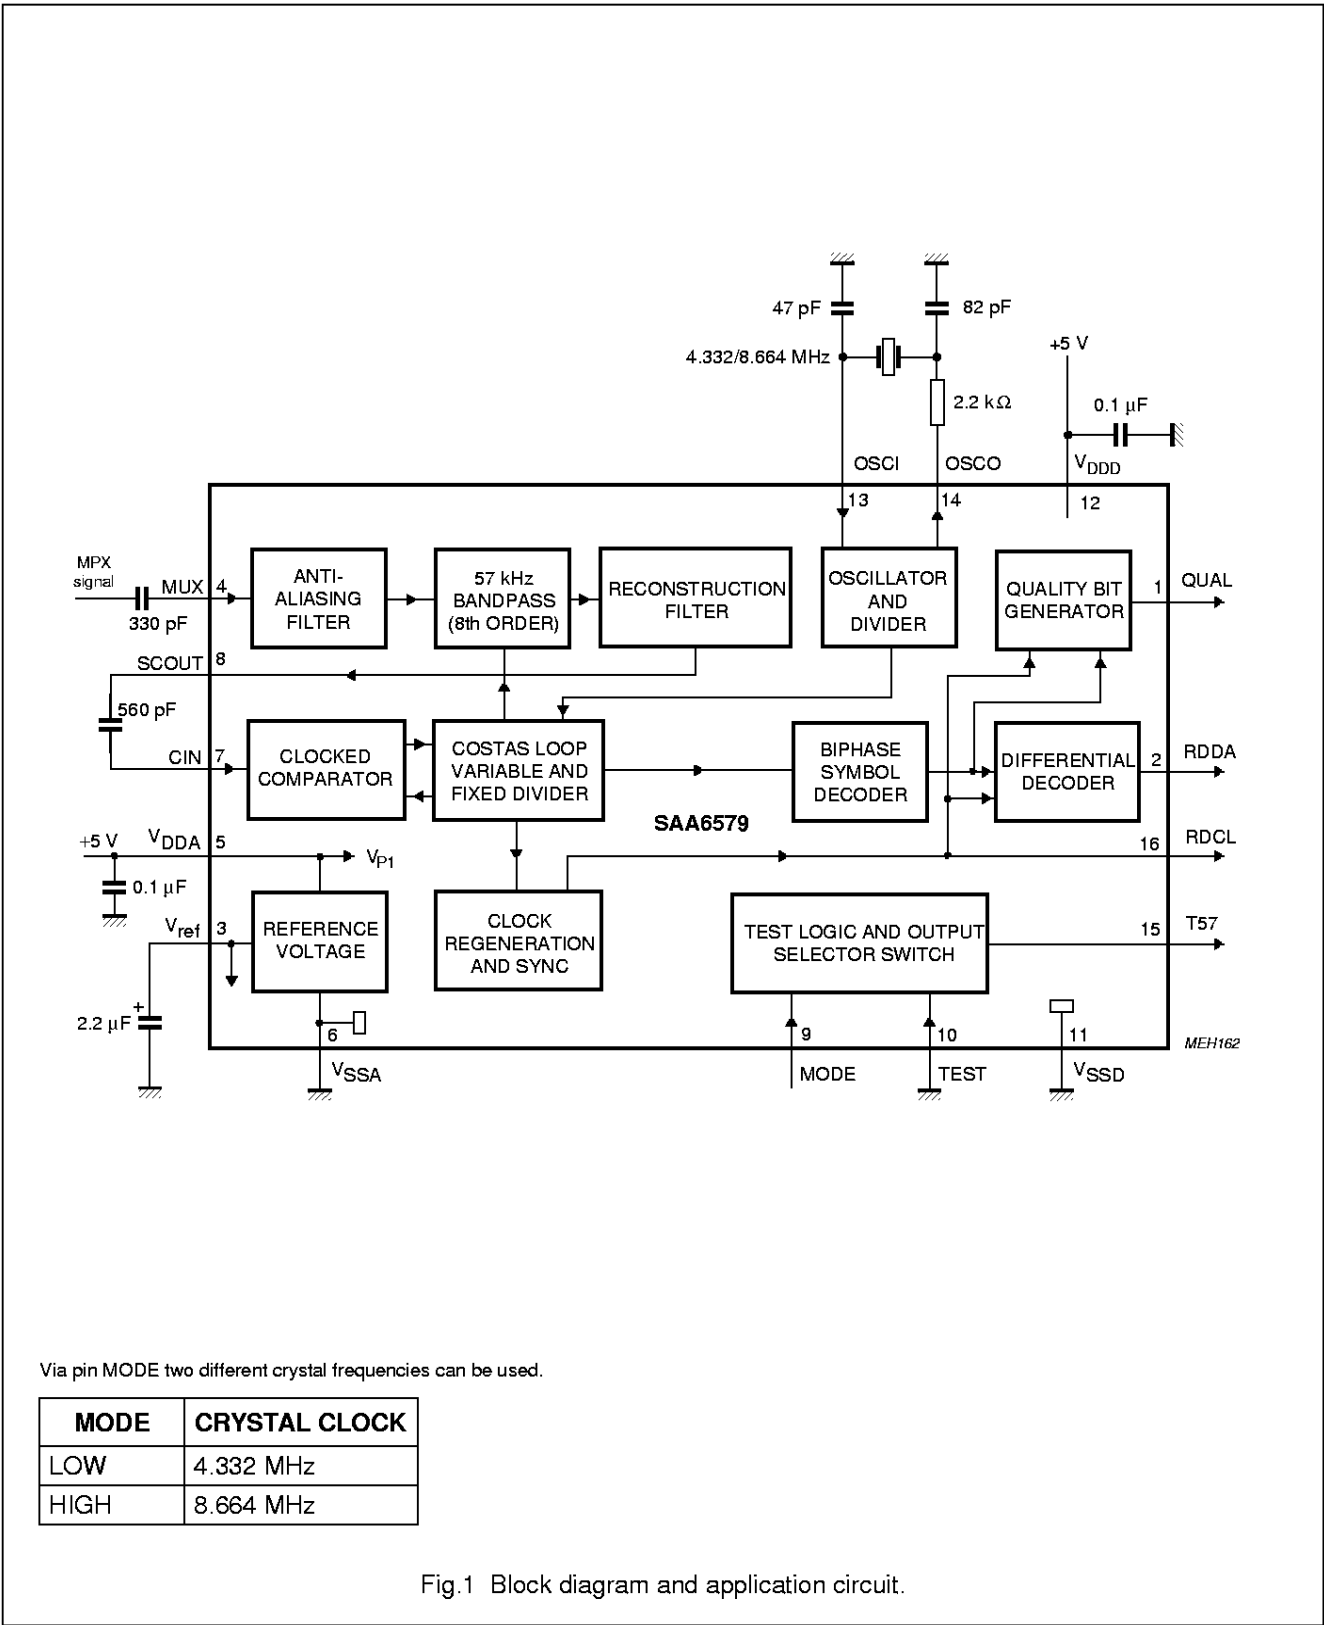 47 pF
82 pF
4.332/8.664 MHz
+5 V
2.2 kΩ
0.1 µF
OSCI
OSCO
VDDD
13
14
12
MPX
signal
MUX
4
330 pF
ANTI-
ALIASING
FILTER
57 kHz
BANDPASS
(8th ORDER)
RECONSTRUCTION
FILTER
OSCILLATOR
AND
DIVIDER
QUALITY BIT
GENERATOR
1
QUAL
SCOUT
8
560 pF
CIN
7
CLOCKED
COMPARATOR
COSTAS LOOP
VARIABLE AND
FIXED DIVIDER
BIPHASE
SYMBOL
DECODER
DIFFERENTIAL
DECODER
2
RDDA
SAA6579
+5 V
VDDA
5
VP1
16
RDCL
0.1 µF
Vref
3
REFERENCE
VOLTAGE
CLOCK
REGENERATION
AND SYNC
TEST LOGIC AND OUTPUT
SELECTOR SWITCH
15
T57
+
2.2 µF
6
9
10
11
MEH162
VSSA
MODE
TEST
VSSD
Via pin MODE two different crystal frequencies can be used.
MODE CRYSTAL CLOCK
LOW 4.332 MHz
HIGH 8.664 MHz
Fig.1 Block diagram and application circuit.